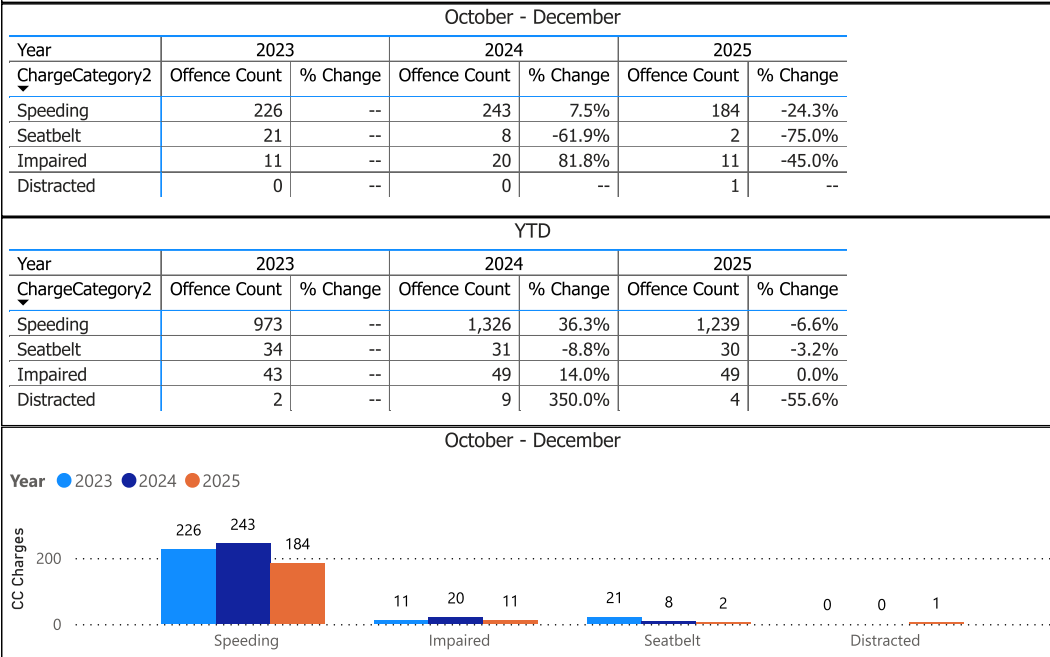 October - December
Year 2023 2024 2025
ChargeCategory2 Offence Count % Change Offence Count % Change Offence Count % Change
Speeding 226 -- 243 7.5% 184 -24.3%
Seatbelt 21 -- 8 -61.9% 2 -75.0%
Impaired 11 -- 20 81.8% 11 -45.0%
Distracted 0 -- 0 -- 1 --
YTD
Year 2023 2024 2025
ChargeCategory2 Offence Count % Change Offence Count % Change Offence Count % Change
Speeding 973 -- 1,326 36.3% 1,239 -6.6%
Seatbelt 34 -- 31 -8.8% 30 -3.2%
Impaired 43 -- 49 14.0% 49 0.0%
Distracted 2 -- 9 350.0% 4 -55.6%
October - December
Year 2023 2024 2025
CC Charges
200
0
226 243 184
11 20 11
21 8 2
0 0 1
Speeding Impaired Seatbelt Distracted